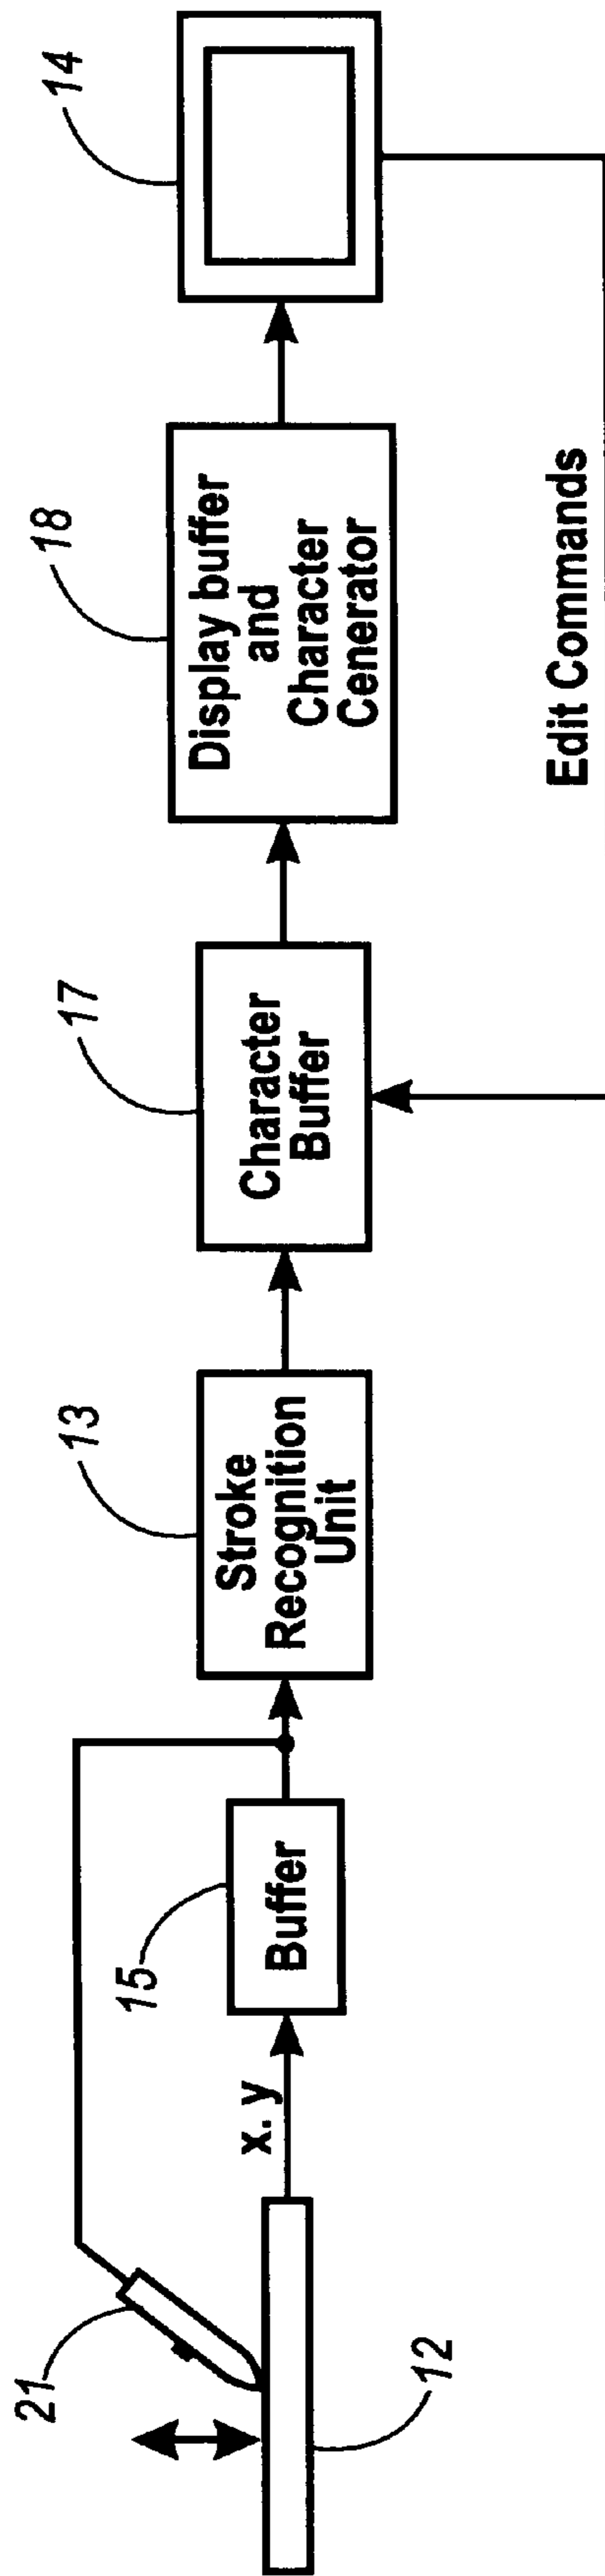 21
12
x. y
15
Buffer
13
Stroke
Recognition
Unit
17
Character
Buffer
18
Display buffer
and
Character
Cenerator
14
Edit Commands